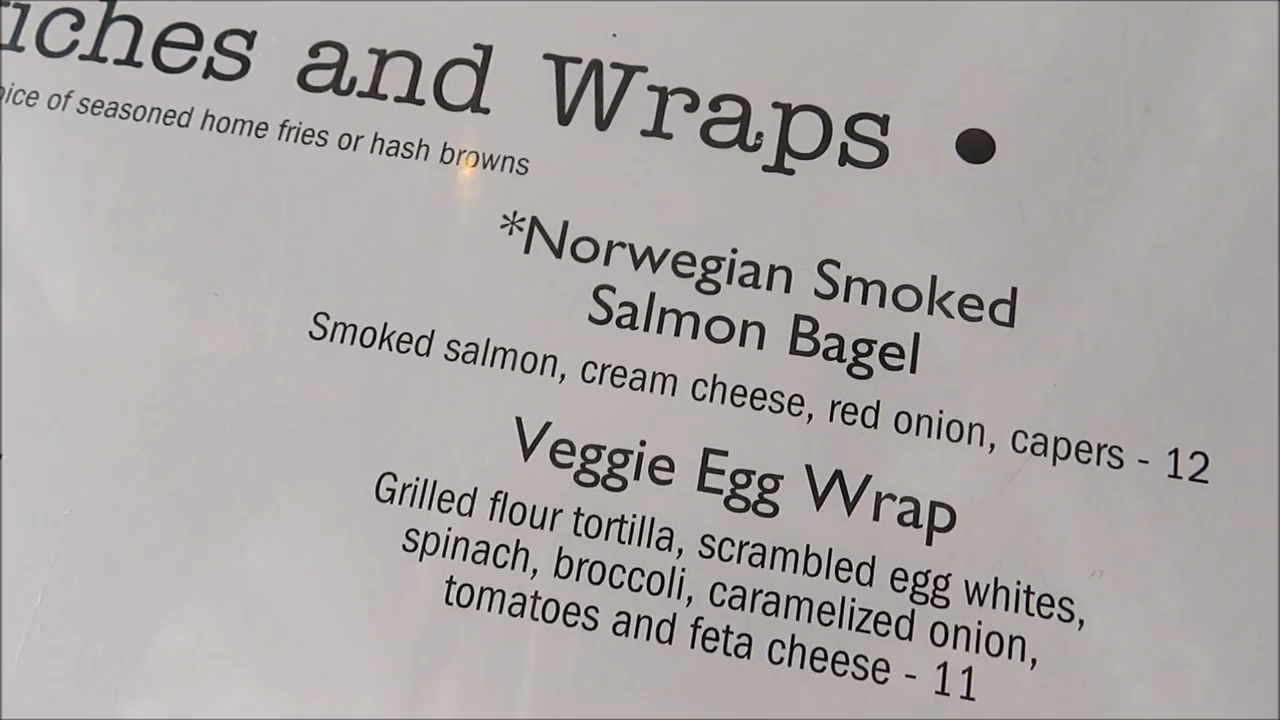 and Wraps •
of seasoned home fries or hash browns
*Norwegian Smoked
Salmon Bagel
Smoked salmon, cream cheese, red onion, capers - 12
Veggie Egg Wrap
Grilled flour tortilla, scrambled egg whites,
spinach, broccoli, caramelized onion,
tomatoes and feta cheese - 11